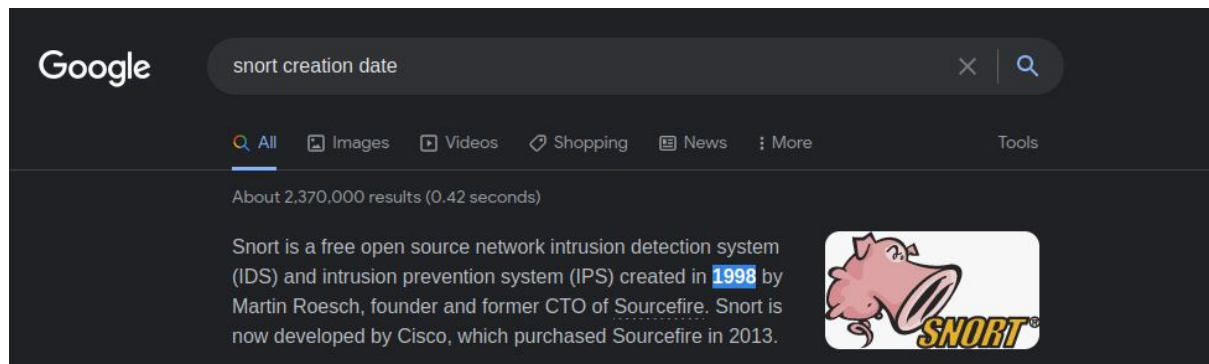 Google
snort creation date
All Images Videos Shopping News More Tools
About 2,370,000 results (0.42 seconds)
Snort is a free open source network intrusion detection system
(IDS) and intrusion prevention system (IPS) created in 1998 by
Martin Roesch, founder and former CTO of Sourcefire. Snort is
now developed by Cisco, which purchased Sourcefire in 2013.
SNORT®